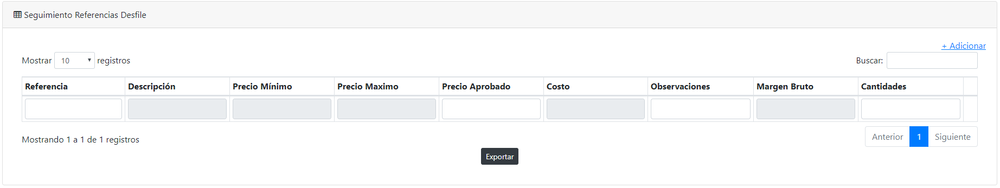 Seguimiento Referencias Desfile
+ Adicionar
Mostrar 10 registros Buscar:
Referencia Descripción Precio Mínimo Precio Maximo Precio Aprobado Costo Observaciones Margen Bruto Cantidades
Mostrando 1 a 1 de 1 registros Anterior 1 Siguiente
Exportar